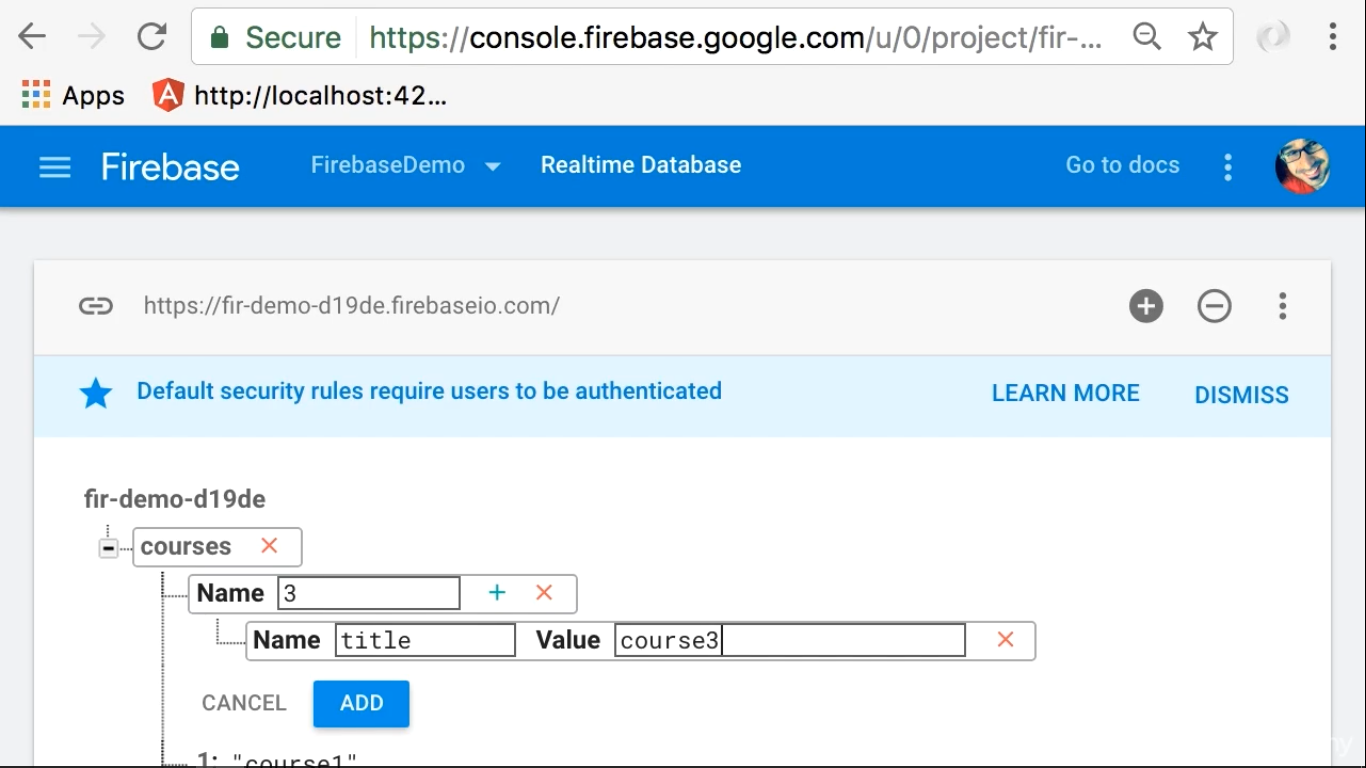 Secure https://console.firebase.google.com/u/0/project/fir-...
Apps http://localhost:42...
Firebase FirebaseDemo Realtime Database Go to docs
https://fir-demo-d19de.firebaseio.com/
Default security rules require users to be authenticated LEARN MORE DISMISS
fir-demo-d19de
courses
Name 3
Name title Value course3
CANCEL ADD
1: "course1"